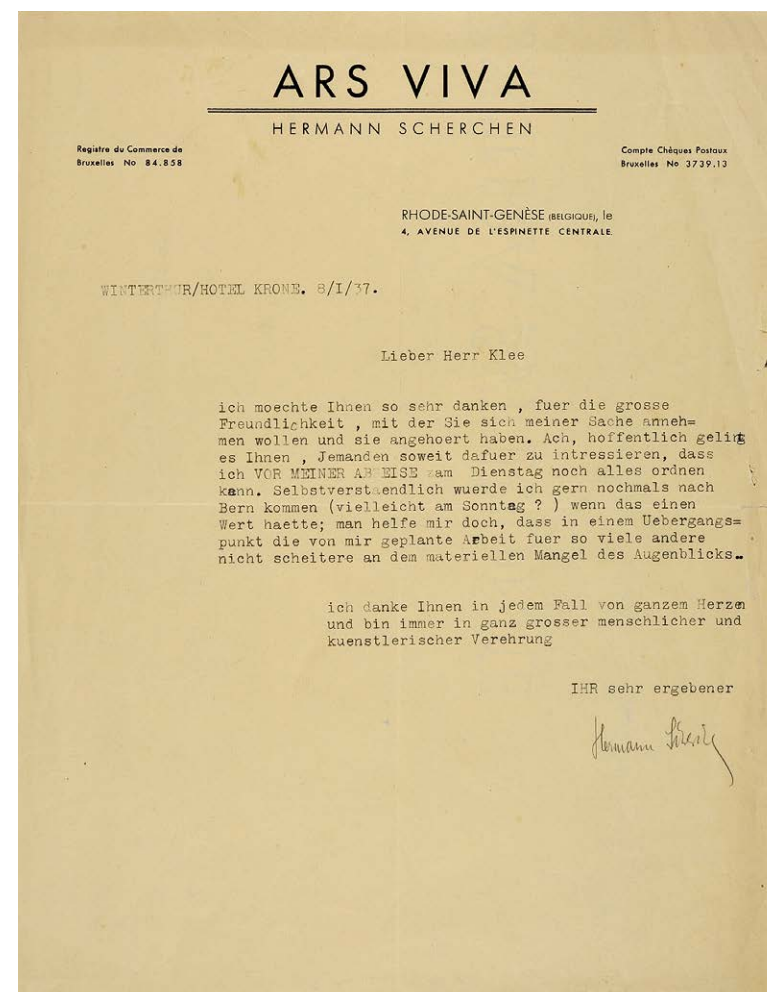 ARS VIVA
HERMANN SCHERCHEN
Registre du Commerce de
Bruxelles No 84.858
Compte Chèques Postaux
Bruxelles No 3739.13
RHODE-SAINT-GENÈSE (BELGIQUE), le
4, AVENUE DE L'ESPINETTE CENTRALE.
WINTERTHUR/HOTEL KRONE. 8/I/37.
Lieber Herr Klee
ich moechte Ihnen so sehr danken , fuer die grosse
Freundlichkeit , mit der Sie sich meiner Sache anneh=
men wollen und sie angehoert haben. Ach, hoffentlich gelingt
es Ihnen , Jemanden soweit dafuer zu intressieren, dass
ich VOR MEINER ABREISE am Dienstag noch alles ordnen
kann. Selbstverstaendlich wuerde ich gern nochmals nach
Bern kommen (vielleicht am Sonntag ? ) wenn das einen
Wert haette; man helfe mir doch, dass in einem Uebergangs=
punkt die von mir geplante Arbeit fuer so viele andere
nicht scheitere an dem materiellen Mangel des Augenblicks..
ich danke Ihnen in jedem Fall von ganzem Herzen
und bin immer in ganz grosser menschlicher und
kuenstlerischer Verehrung
IHR sehr ergebener
Hermann Scherchen